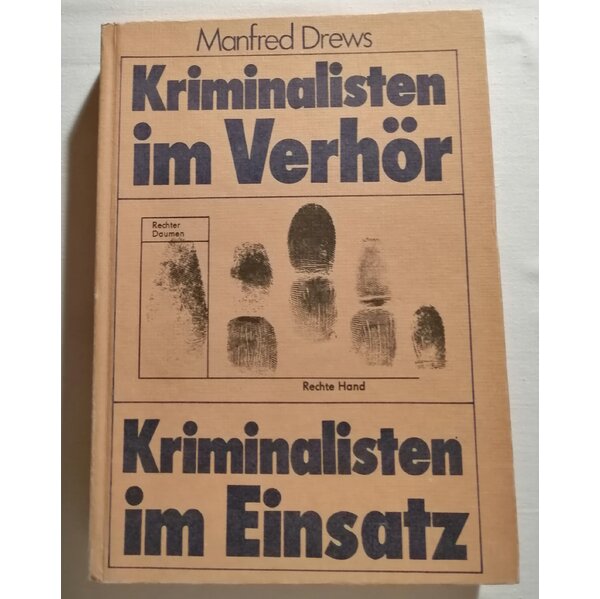 Manfred Drews
Kriminalisten
im Verhör
Rechter
Daumen
Rechte Hand
Kriminalisten
im Einsatz